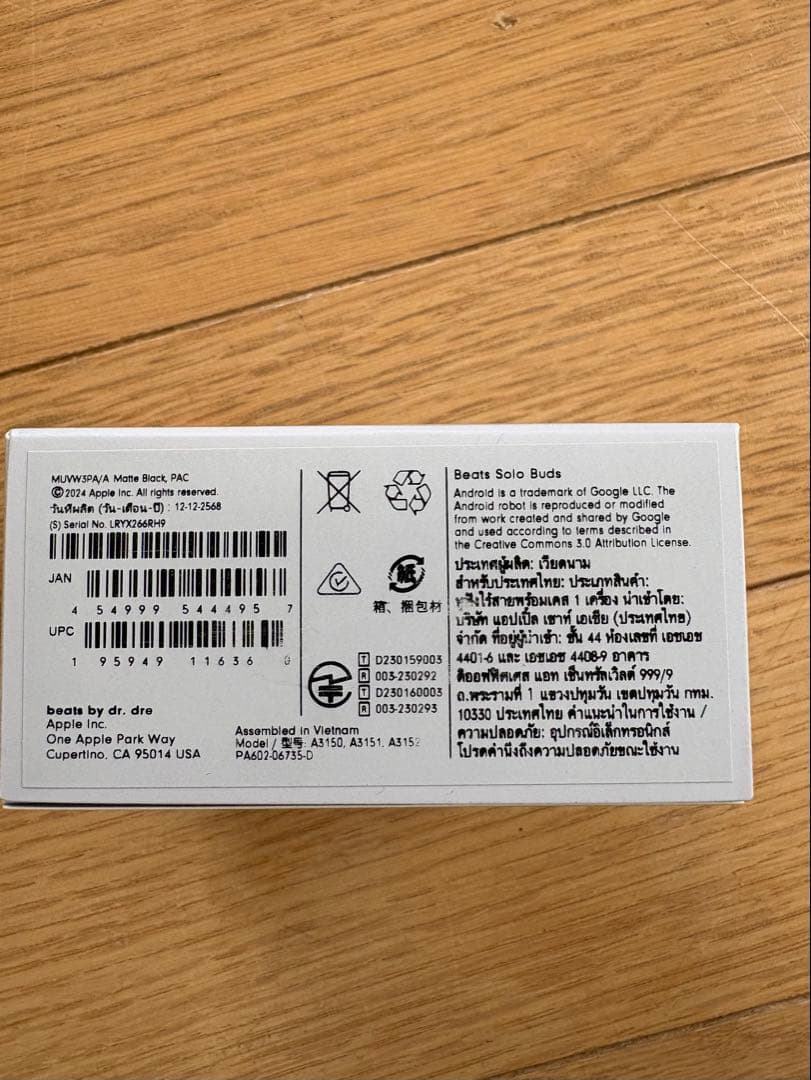 MUVW3PA/A Matte Black, PAC
©2024 Apple Inc. All rights reserved.
วันที่ผลิต (วัน-เดือน-ปี) : 12-12-2568
(S) Serial No. LRYX266RH9
JAN
4 54999 544495 7
UPC
1 95949 11636 0
beats by dr. dre
Apple Inc.
One Apple Park Way
Cupertino, CA 95014 USA
Assembled in Vietnam
Model / 型号: A3150, A3151, A3152
PA602-06735-D
紙
箱、捆包材
T D230159003
R 003-230292
T D230160003
R 003-230293
Beats Solo Buds
Android is a trademark of Google LLC. The
Android robot is reproduced or modified
from work created and shared by Google
and used according to terms described in
the Creative Commons 3.0 Attribution License.
ประเทศผู้ผลิต: เวียดนาม
สำหรับประเทศไทย: ประเภทสินค้า:
หูฟังไร้สายพร้อมเคส 1 เครื่อง นำเข้าโดย:
บริษัท แอปเปิ้ล เซาท์ เอเชีย (ประเทศไทย)
จำกัด ที่อยู่ผู้นำเข้า: ชั้น 44 ห้องเลขที่ เอชเอช
4401-6 และ เอชเอช 4408-9 อาคาร
ดิออฟฟิศเศส แอท เซ็นทรัลเวิลด์ 999/9
ถ.พระรามที่ 1 แขวงปทุมวัน เขตปทุมวัน กทม.
10330 ประเทศไทย คำแนะนำในการใช้งาน /
ความปลอดภัย: อุปกรณ์อิเล็กทรอนิกส์
โปรดคำนึงถึงความปลอดภัยขณะใช้งาน